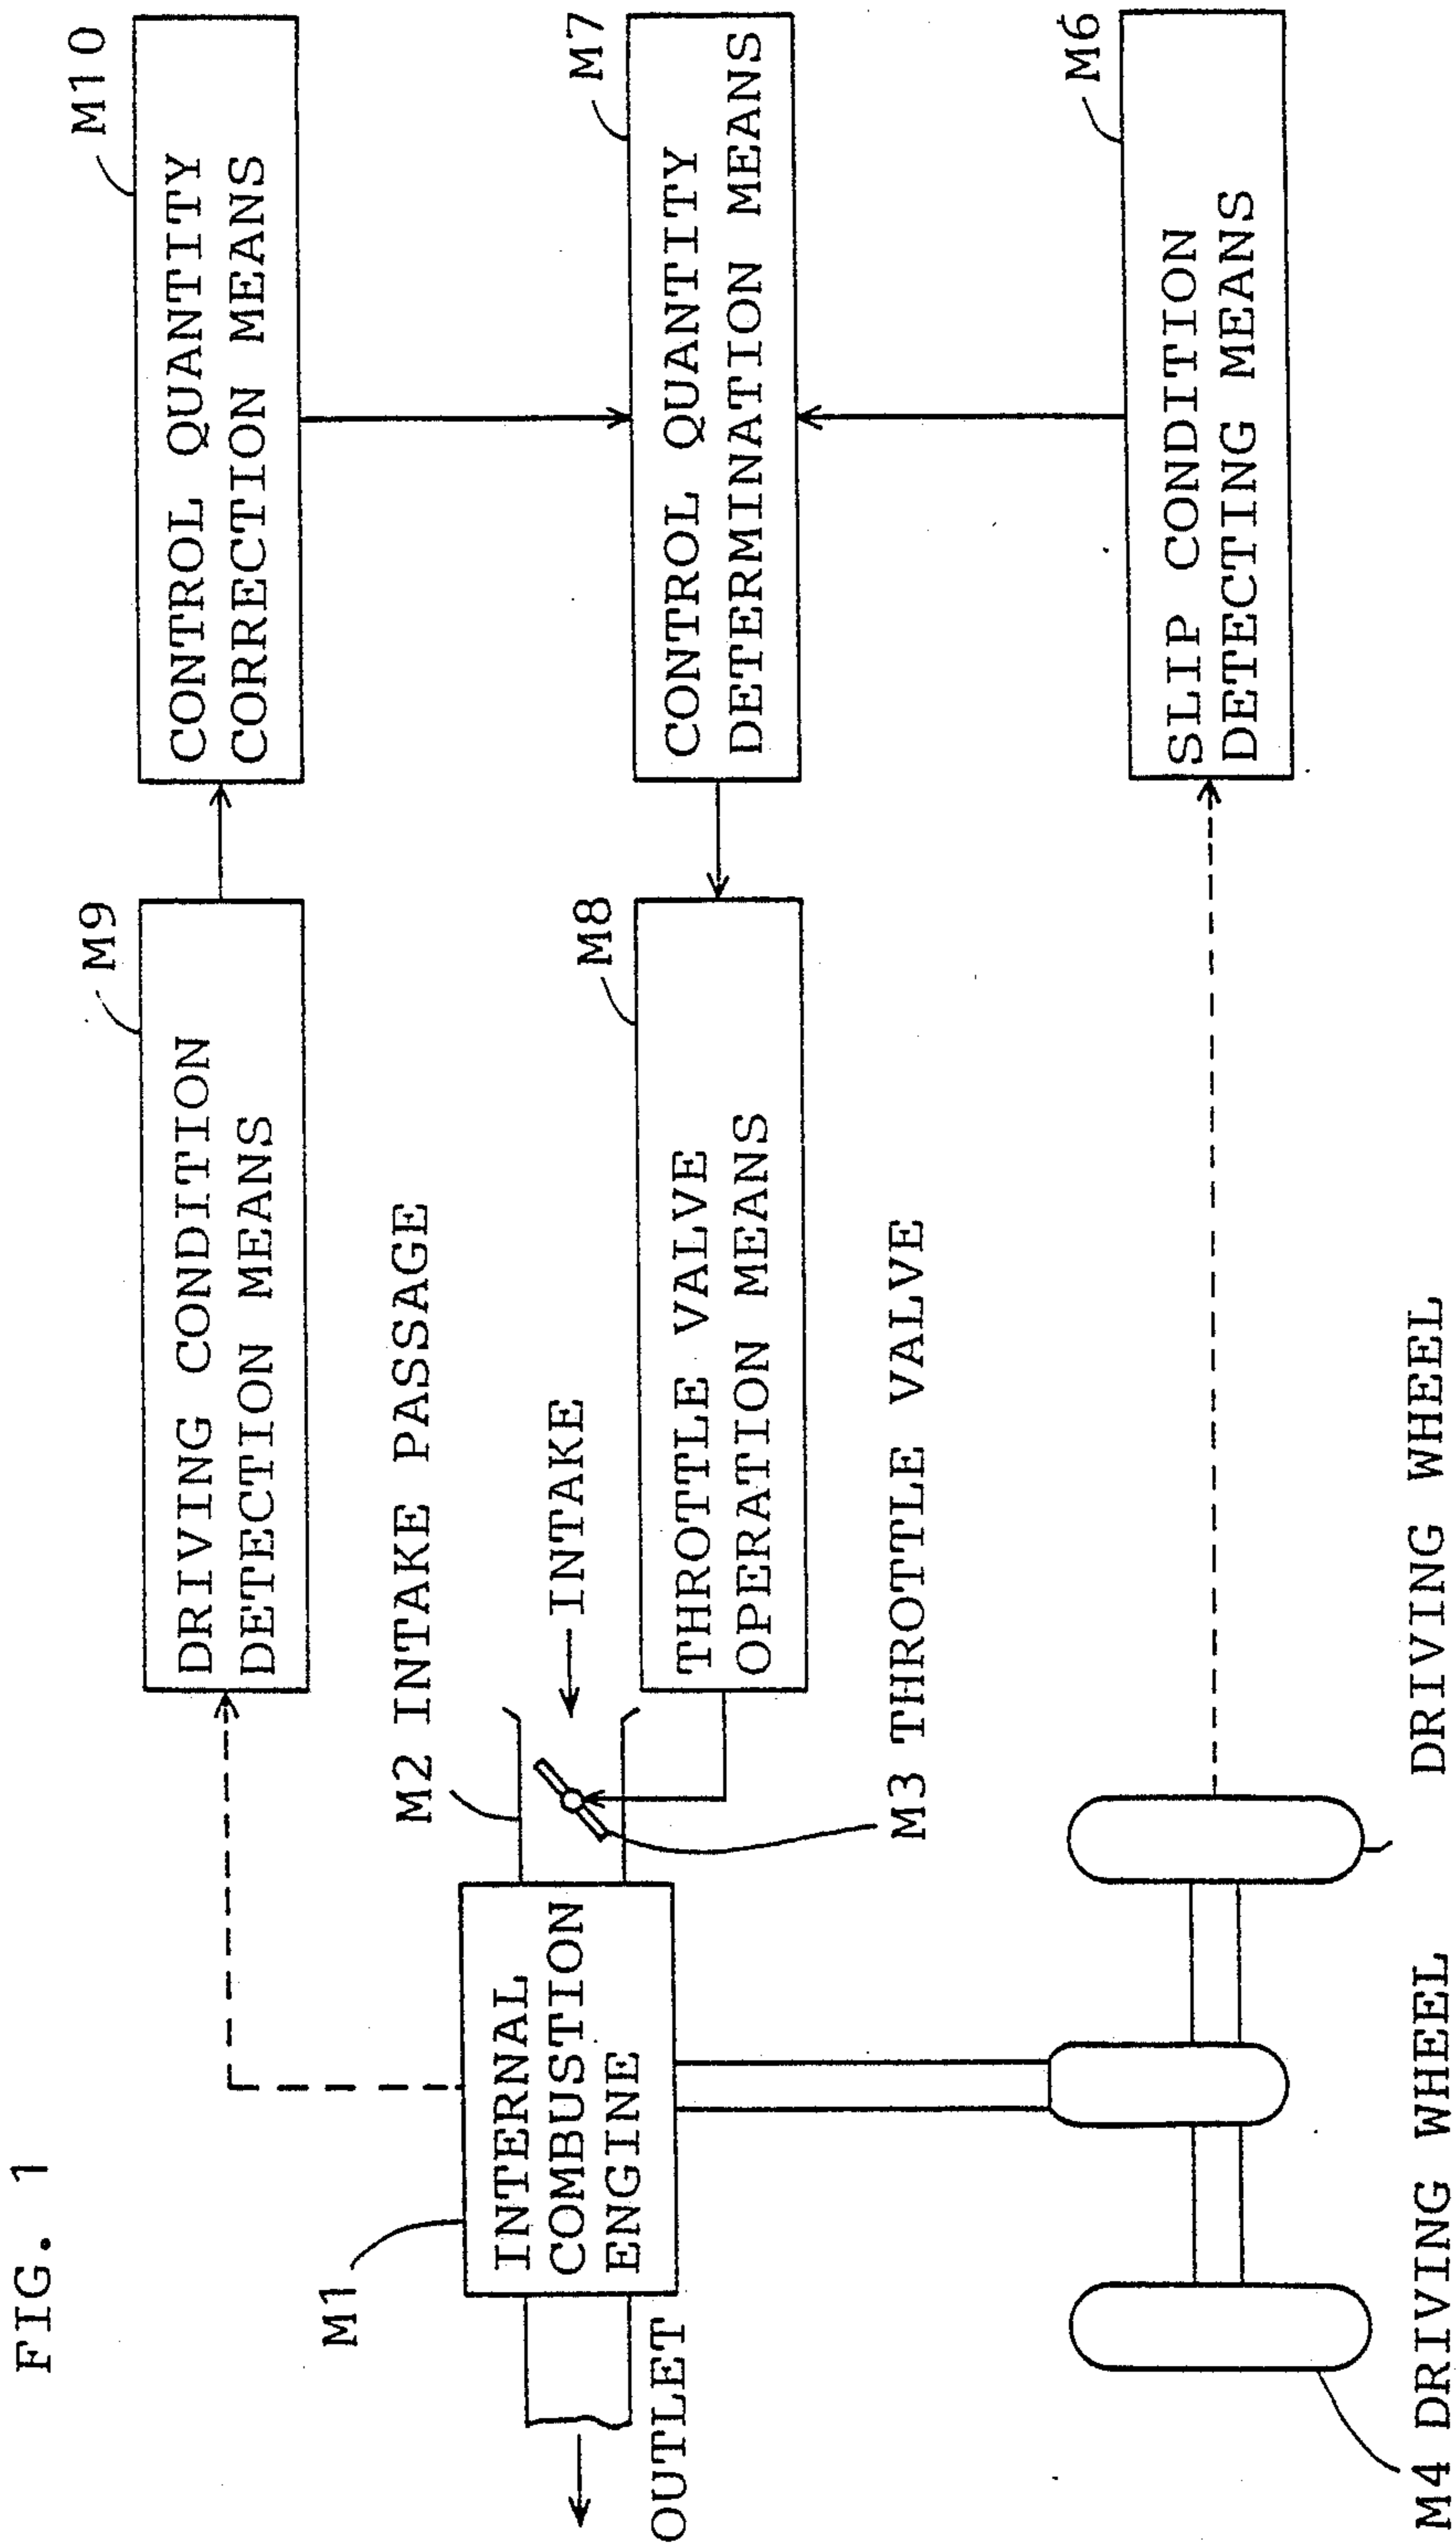 FIG. 1
M1
INTERNAL
COMBUSTION
ENGINE
OUTLET
M2 INTAKE PASSAGE
INTAKE
M3 THROTTLE VALVE
M4 DRIVING WHEEL
DRIVING WHEEL
M9
DRIVING CONDITION
DETECTION MEANS
M10
CONTROL QUANTITY
CORRECTION MEANS
M8
THROTTLE VALVE
OPERATION MEANS
M7
CONTROL QUANTITY
DETERMINATION MEANS
M6
SLIP CONDITION
DETECTING MEANS